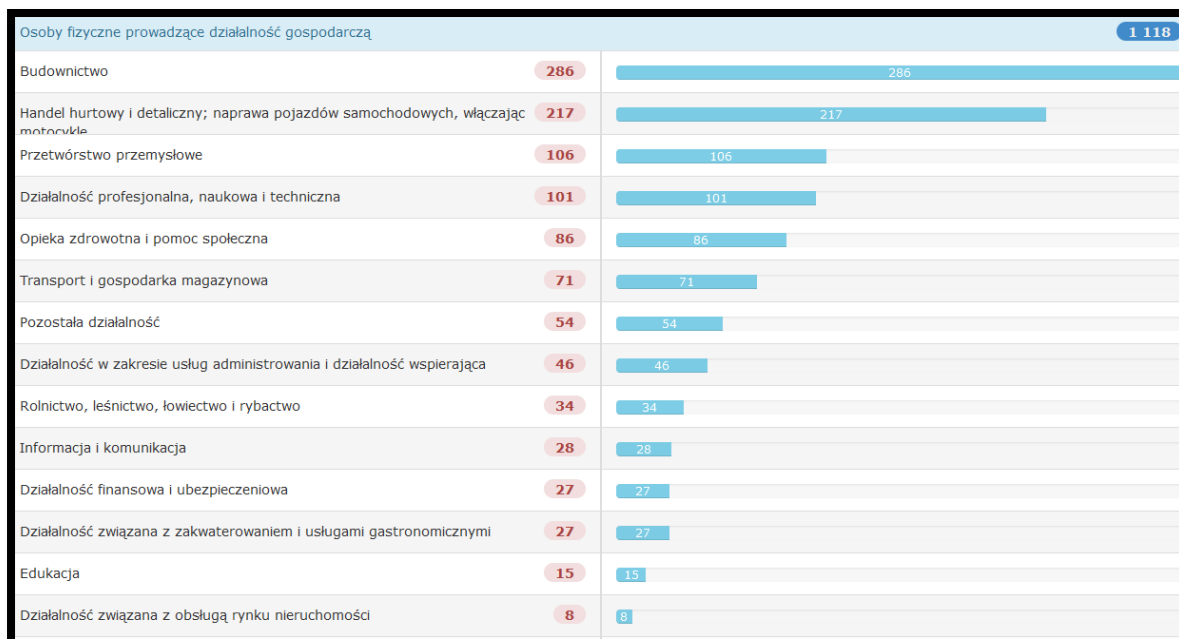 Osoby fizyczne prowadzące działalność gospodarczą 1 118
Budownictwo 286 286
Handel hurtowy i detaliczny; naprawa pojazdów samochodowych, włączając 217 217
motocykle
Przetwórstwo przemysłowe 106 106
Działalność profesjonalna, naukowa i techniczna 101 101
Opieka zdrowotna i pomoc społeczna 86 86
Transport i gospodarka magazynowa 71 71
Pozostała działalność 54 54
Działalność w zakresie usług administrowania i działalność wspierająca 46 46
Rolnictwo, leśnictwo, łowiectwo i rybactwo 34 34
Informacja i komunikacja 28 28
Działalność finansowa i ubezpieczeniowa 27 27
Działalność związana z zakwaterowaniem i usługami gastronomicznymi 27 27
Edukacja 15 15
Działalność związana z obsługą rynku nieruchomości 8 8